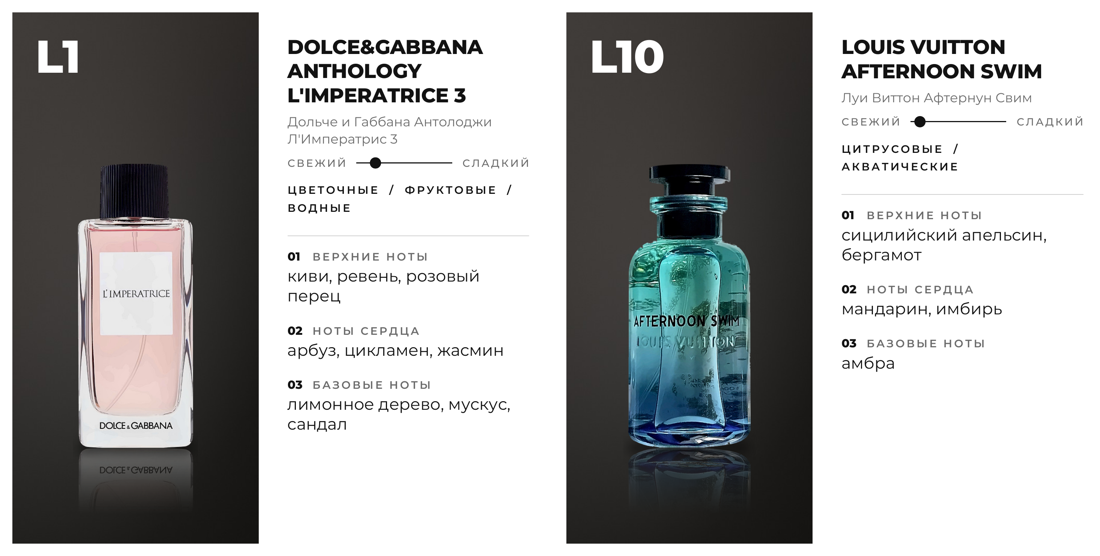 L1
DOLCE&GABBANA
ANTHOLOGY
L'IMPERATRICE 3
Дольче и Габбана Антолоджи
Л'Императрис 3
СВЕЖИЙ СЛАДКИЙ
ЦВЕТОЧНЫЕ / ФРУКТОВЫЕ /
ВОДНЫЕ
01 ВЕРХНИЕ НОТЫ
киви, ревень, розовый
перец
02 НОТЫ СЕРДЦА
арбуз, цикламен, жасмин
03 БАЗОВЫЕ НОТЫ
лимонное дерево, мускус,
сандал
L'IMPERATRICE
DOLCE & GABBANA
L10
LOUIS VUITTON
AFTERNOON SWIM
Луи Виттон Афтернун Свим
СВЕЖИЙ СЛАДКИЙ
ЦИТРУСОВЫЕ /
АКВАТИЧЕСКИЕ
01 ВЕРХНИЕ НОТЫ
сицилийский апельсин,
бергамот
02 НОТЫ СЕРДЦА
мандарин, имбирь
03 БАЗОВЫЕ НОТЫ
амбра
AFTERNOON SWIM
LOUIS VUITTON